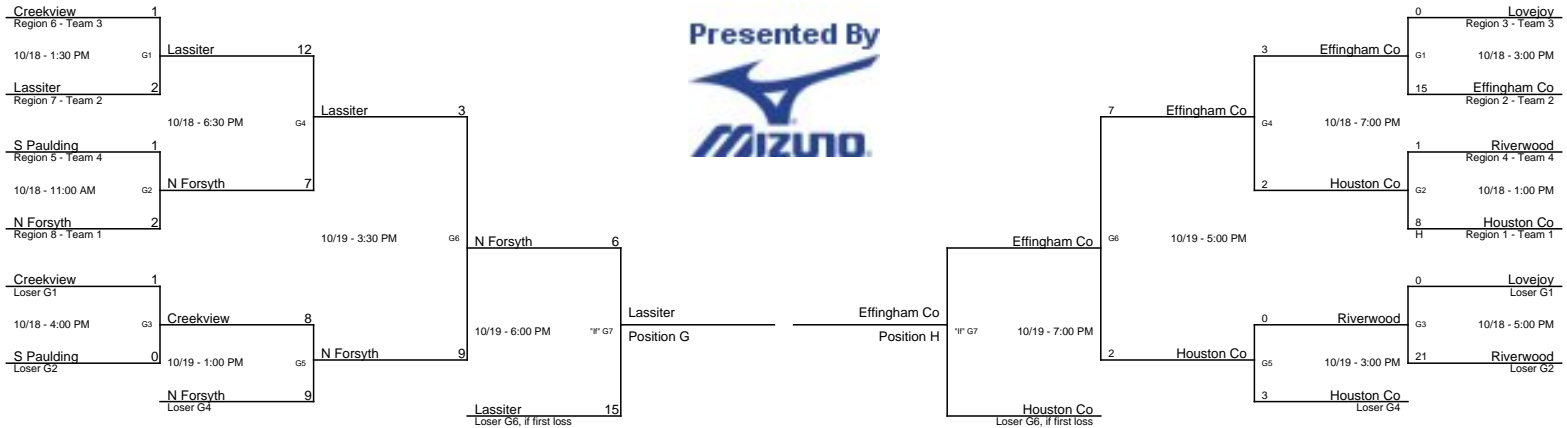 Presented By
MIZUNO
Creekview 1
Region 6 - Team 3
10/18 - 1:30 PM G1
Lassiter 2
Region 7 - Team 2
Lassiter 12
10/18 - 6:30 PM G4
S Paulding 1
Region 5 - Team 4
10/18 - 11:00 AM G2
N Forsyth 2
Region 8 - Team 1
N Forsyth 7
Lassiter 3
10/19 - 3:30 PM G6
Creekview 1
Loser G1
10/18 - 4:00 PM G3
S Paulding 0
Loser G2
Creekview 8
10/19 - 1:00 PM G5
N Forsyth 9
Loser G4
N Forsyth 9
N Forsyth 6
10/19 - 6:00 PM "If" G7
Lassiter 15
Loser G6, if first loss
Lassiter
Position G
Effingham Co
Position H
Effingham Co
"If" G7 10/19 - 7:00 PM
Houston Co
Loser G6, if first loss
7 Effingham Co
G6 10/19 - 5:00 PM
2 Houston Co
3 Effingham Co
G4 10/18 - 7:00 PM
2 Houston Co
0 Lovejoy
Region 3 - Team 3
G1 10/18 - 3:00 PM
15 Effingham Co
Region 2 - Team 2
1 Riverwood
Region 4 - Team 4
G2 10/18 - 1:00 PM
8 Houston Co
H Region 1 - Team 1
0 Lovejoy
Loser G1
G3 10/18 - 5:00 PM
21 Riverwood
Loser G2
0 Riverwood
G5 10/19 - 3:00 PM
3 Houston Co
Loser G4